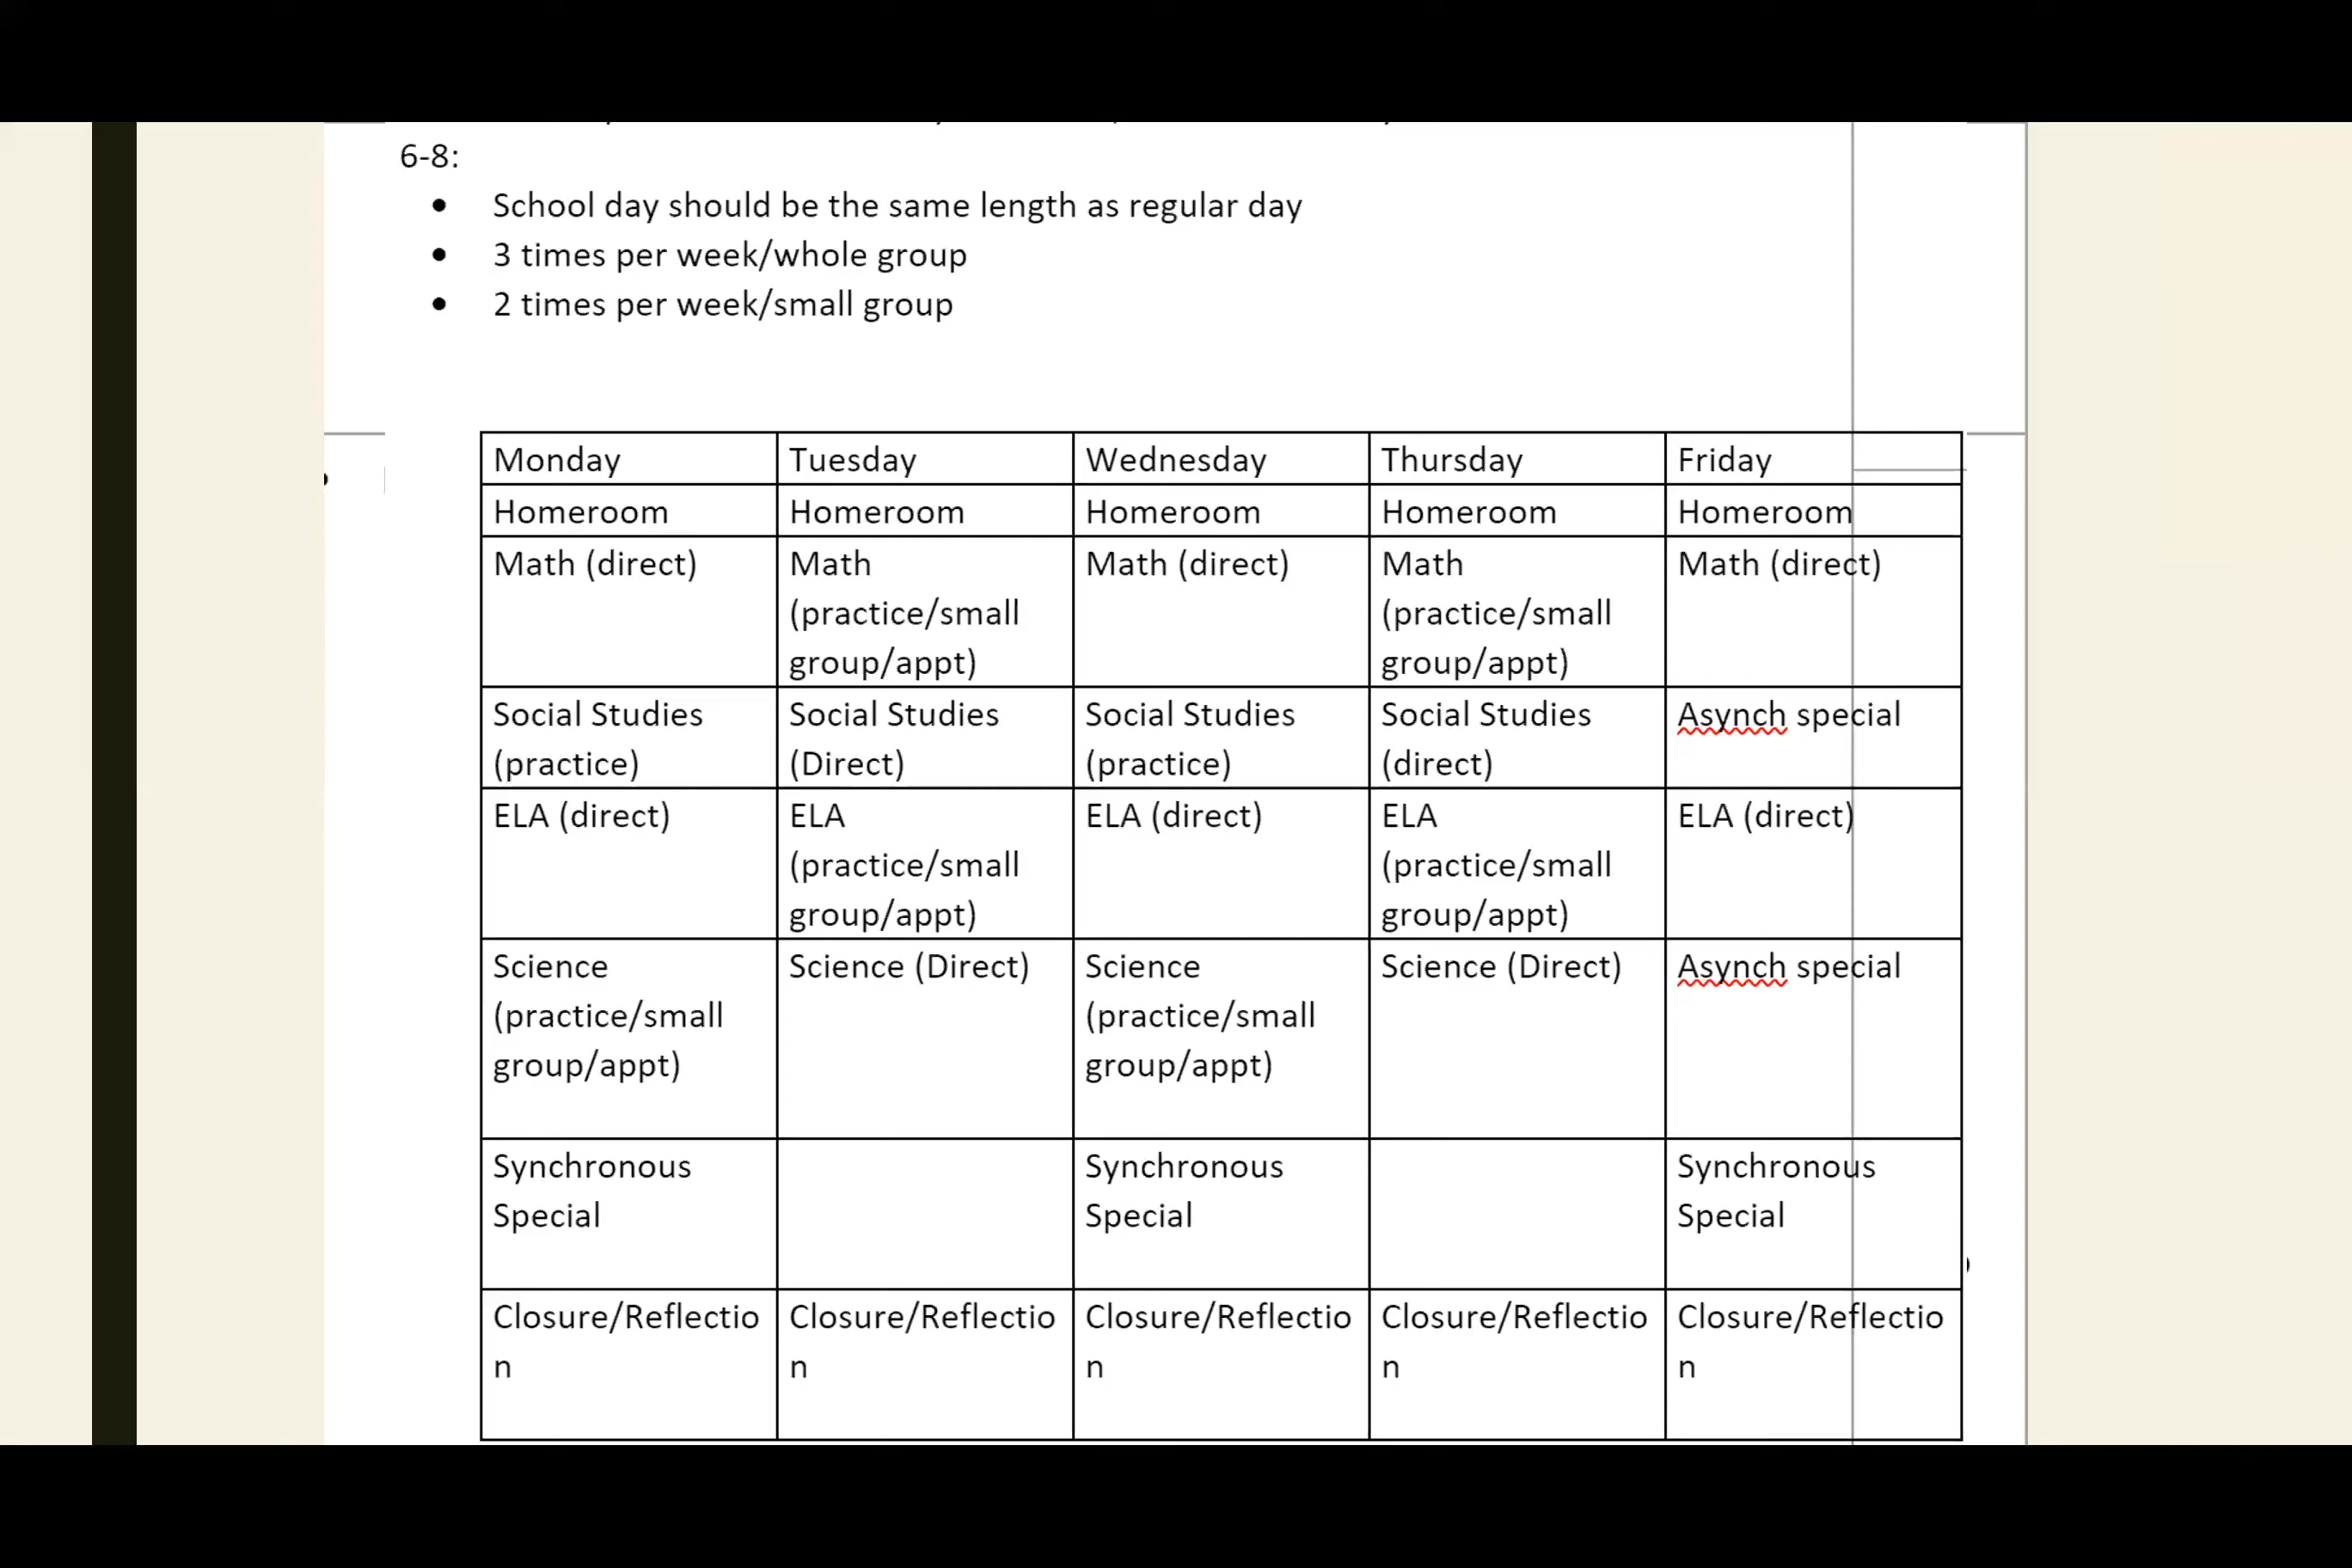 6-8:
• School day should be the same length as regular day
• 3 times per week/whole group
• 2 times per week/small group
Monday Tuesday Wednesday Thursday Friday
Homeroom Homeroom Homeroom Homeroom Homeroom
Math (direct) Math Math (direct) Math Math (direct)
(practice/small (practice/small
group/appt) group/appt)
Social Studies Social Studies Social Studies Social Studies Asynch special
(practice) (Direct) (practice) (direct)
ELA (direct) ELA ELA (direct) ELA ELA (direct)
(practice/small (practice/small
group/appt) group/appt)
Science Science (Direct) Science Science (Direct) Asynch special
(practice/small (practice/small
group/appt) group/appt)
Synchronous Synchronous Synchronous
Special Special Special
Closure/Reflectio Closure/Reflectio Closure/Reflectio Closure/Reflectio Closure/Reflectio
n n n n n